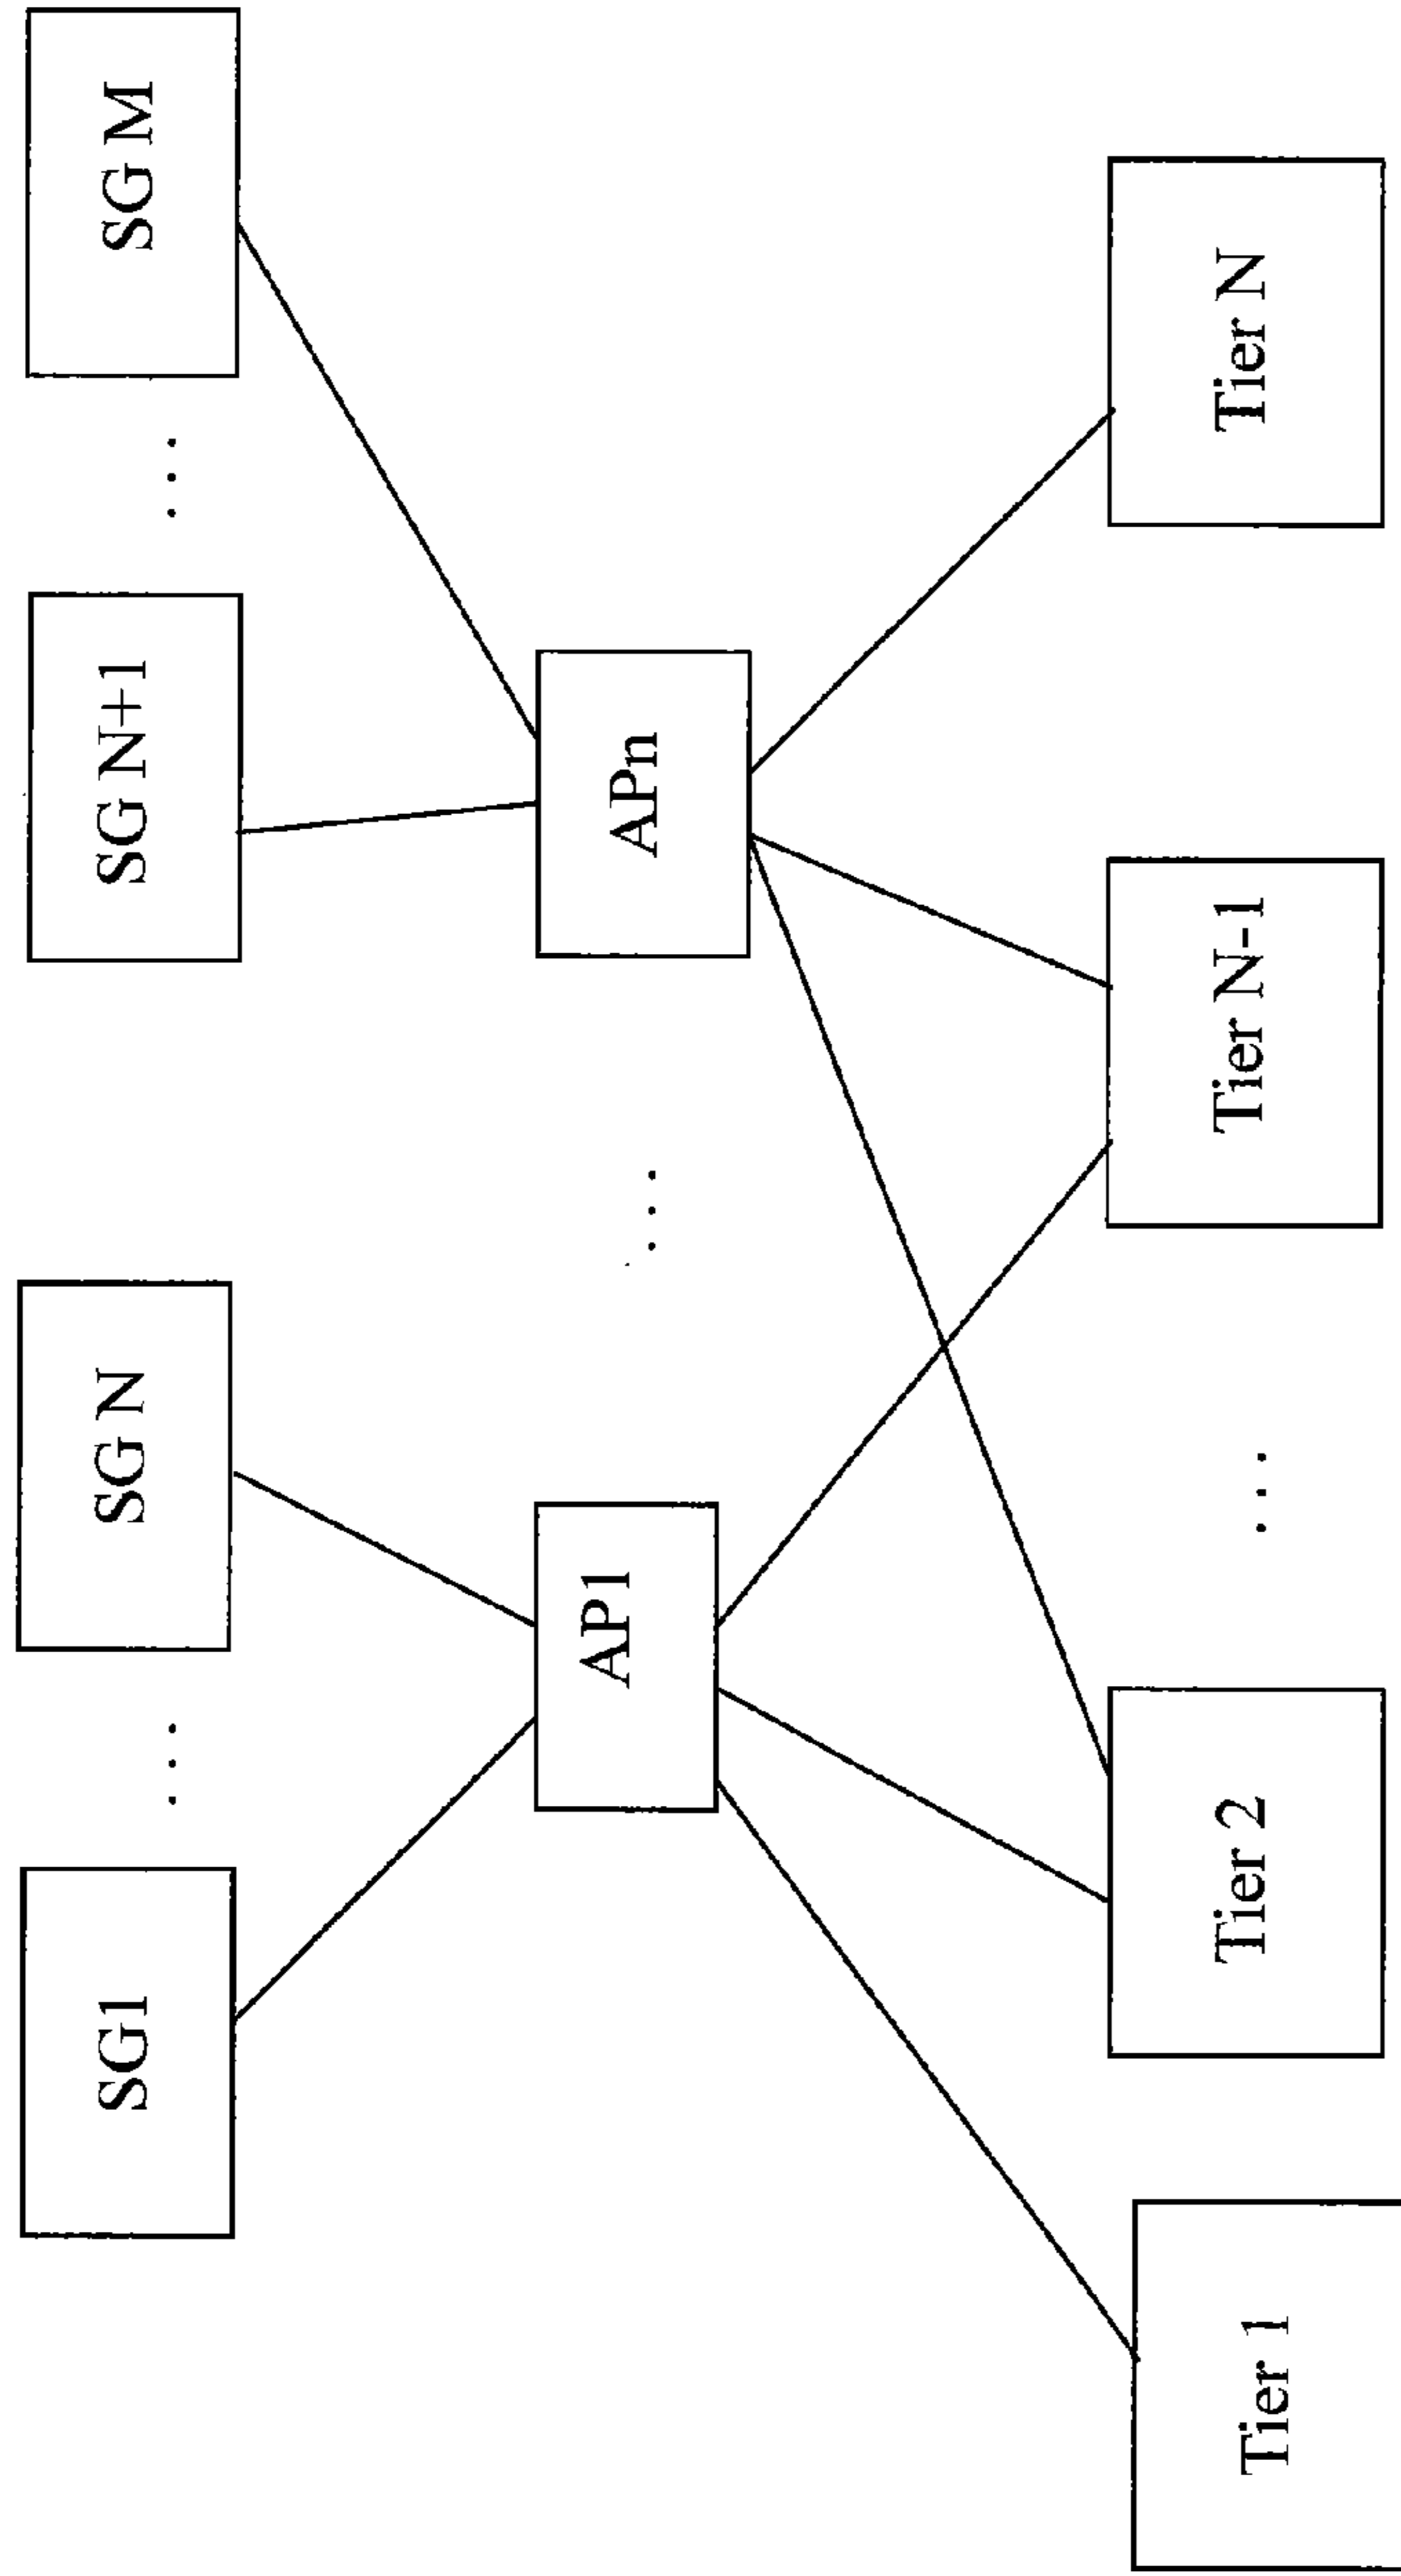 SG1
...
SG N
SG N+1
...
SG M
AP1
...
APn
Tier 1
Tier 2
...
Tier N-1
Tier N